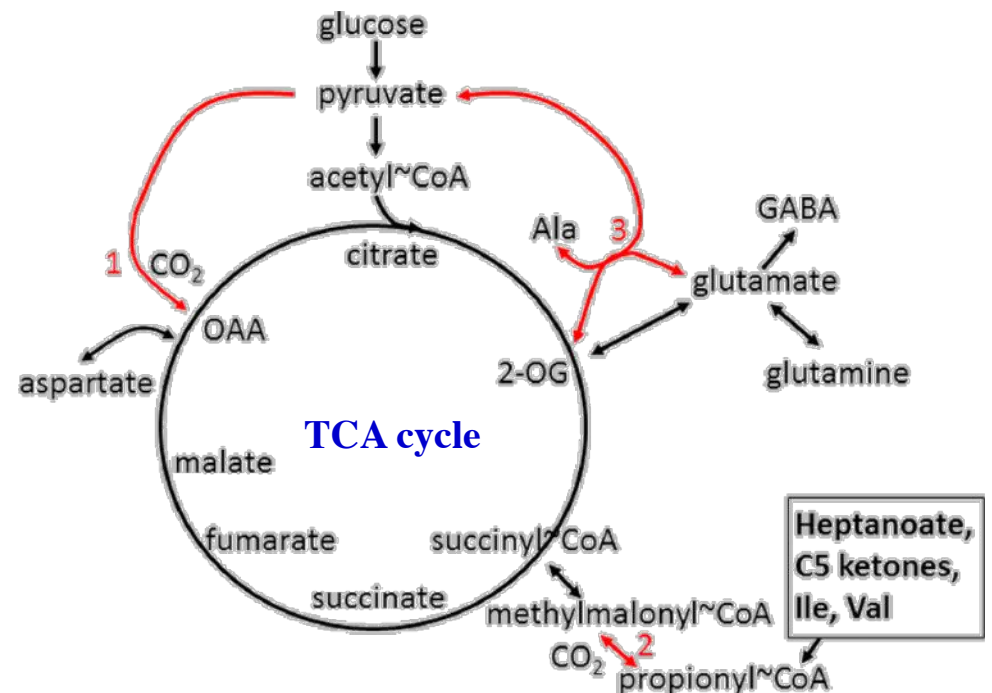 glucose
pyruvate
acetyl~CoA
citrate
Ala
3
GABA
glutamate
glutamine
1
CO₂
OAA
aspartate
2-OG
TCA cycle
malate
fumarate
succinate
succinyl~CoA
methylmalonyl~CoA
CO₂
2
propionyl~CoA
Heptanoate,
C5 ketones,
Ile, Val